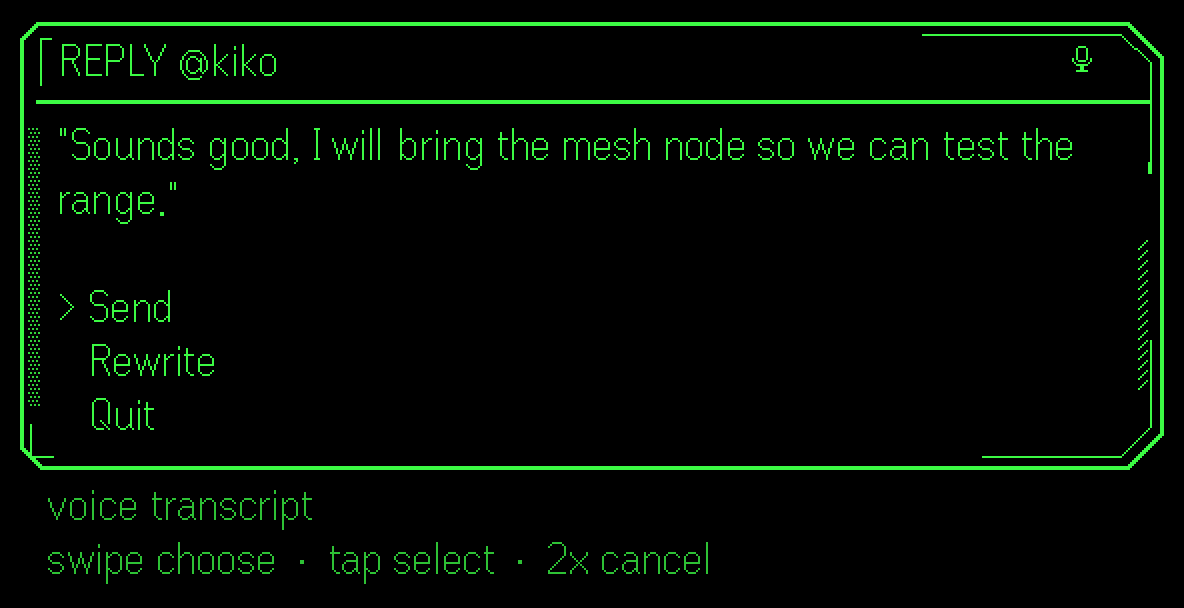 REPLY @kiko
"Sounds good, I will bring the mesh node so we can test the
range."
> Send
Rewrite
Quit
voice transcript
swipe choose · tap select · 2x cancel